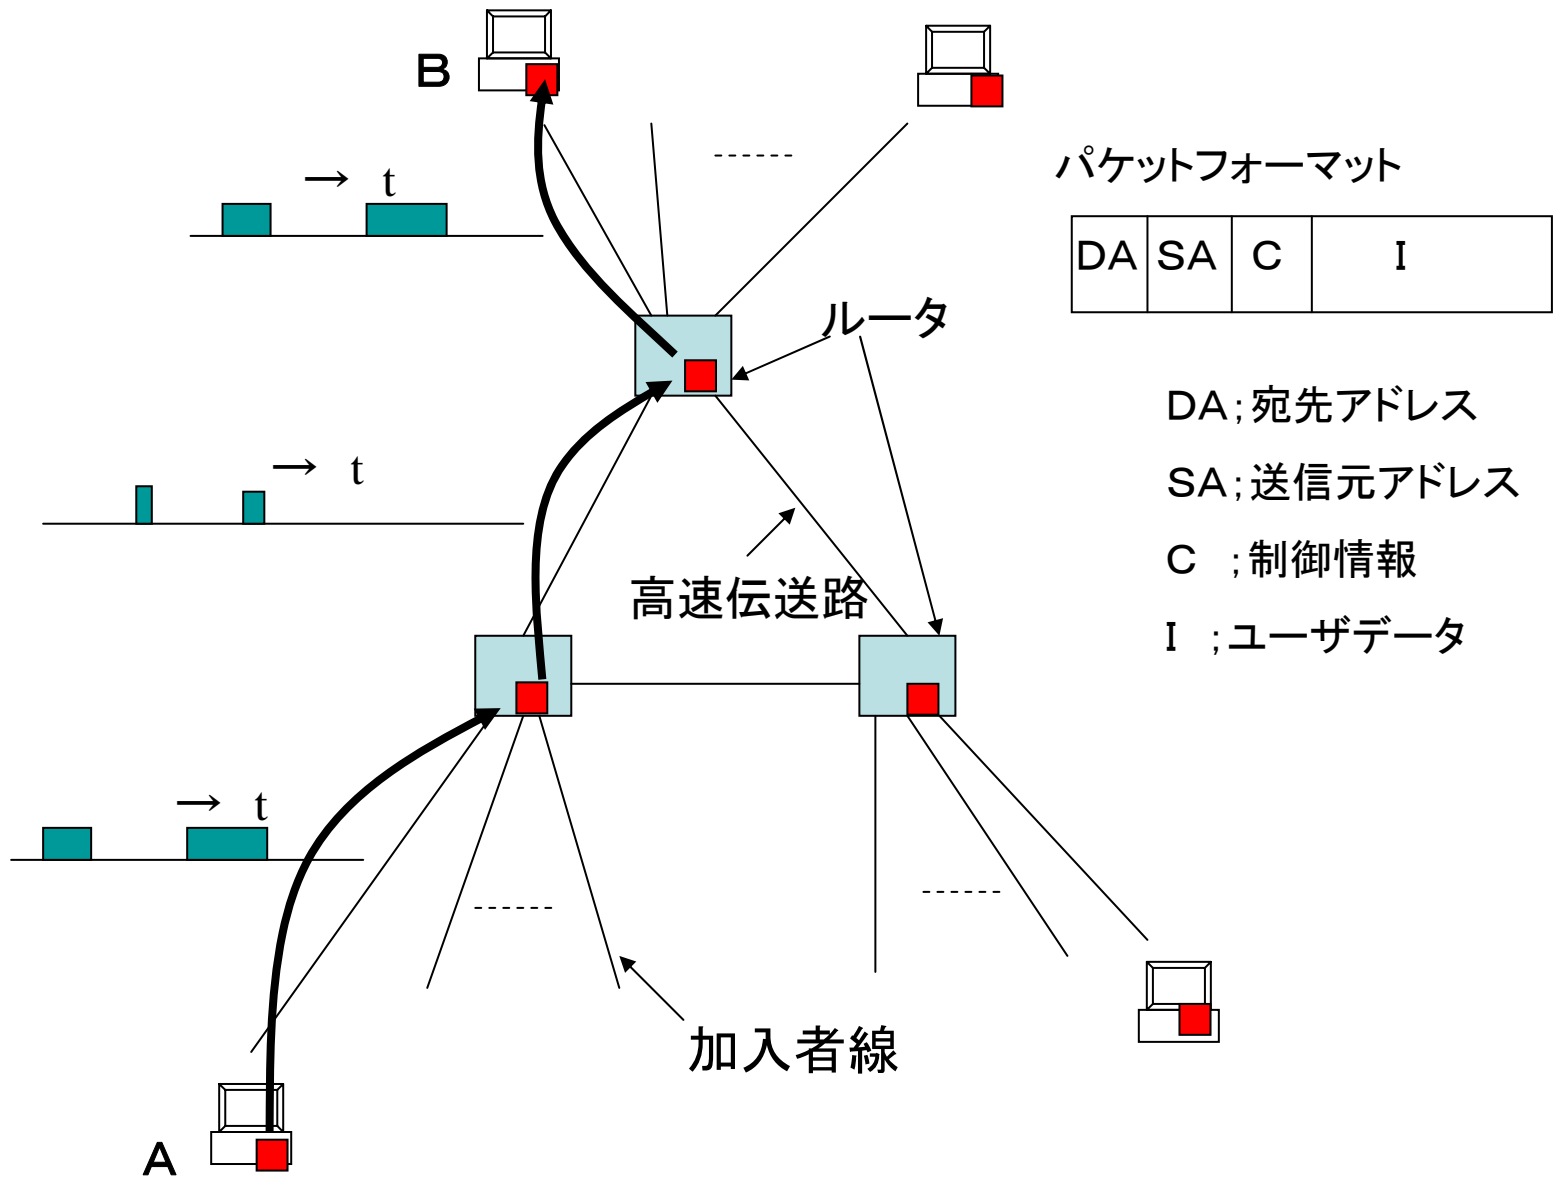 B
→ t
パケットフォーマット
DA SA C I
ルータ
DA;宛先アドレス
SA;送信元アドレス
C ;制御情報
I ;ユーザデータ
→ t
高速伝送路
→ t
加入者線
A